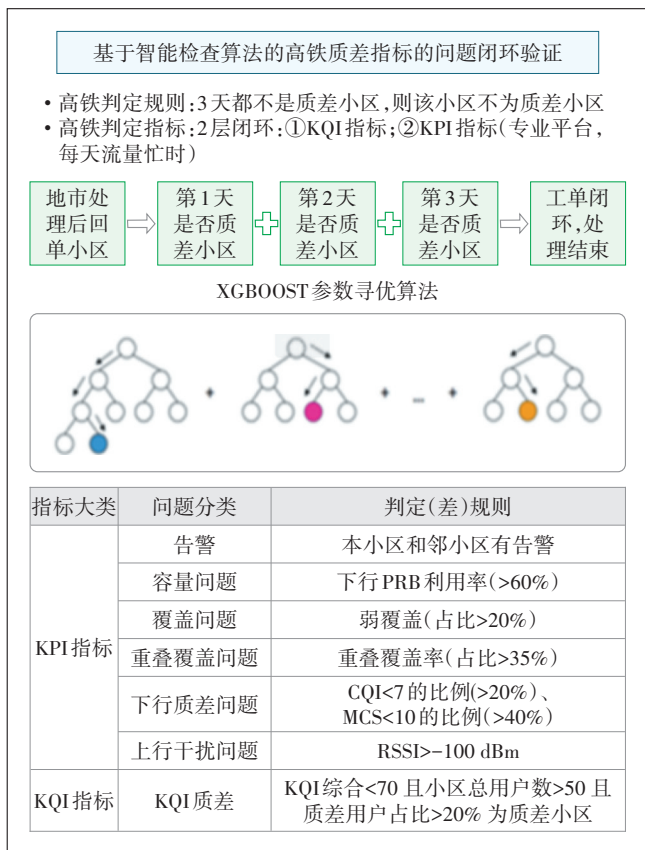 基于智能检查算法的高铁质差指标的问题闭环验证
• 高铁判定规则:3天都不是质差小区,则该小区不为质差小区
• 高铁判定指标:2层闭环:①KQI指标;②KPI指标(专业平台,
每天流量忙时)
地市处
理后回
单小区
第1天
是否质
差小区
第2天
是否质
差小区
第3天
是否质
差小区
工单闭
环,处
理结束
XGBOOST参数寻优算法
指标大类 问题分类 判定(差)规则
KPI指标
告警 本小区和邻小区有告警
容量问题 下行PRB利用率(>60%)
覆盖问题 弱覆盖(占比>20%)
重叠覆盖问题 重叠覆盖率(占比>35%)
下行质差问题 CQI<7的比例(>20%)、
MCS<10的比例(>40%)
上行干扰问题 RSSI>-100 dBm
KQI指标 KQI质差 KQI综合<70 且小区总用户数>50 且
质差用户占比>20% 为质差小区